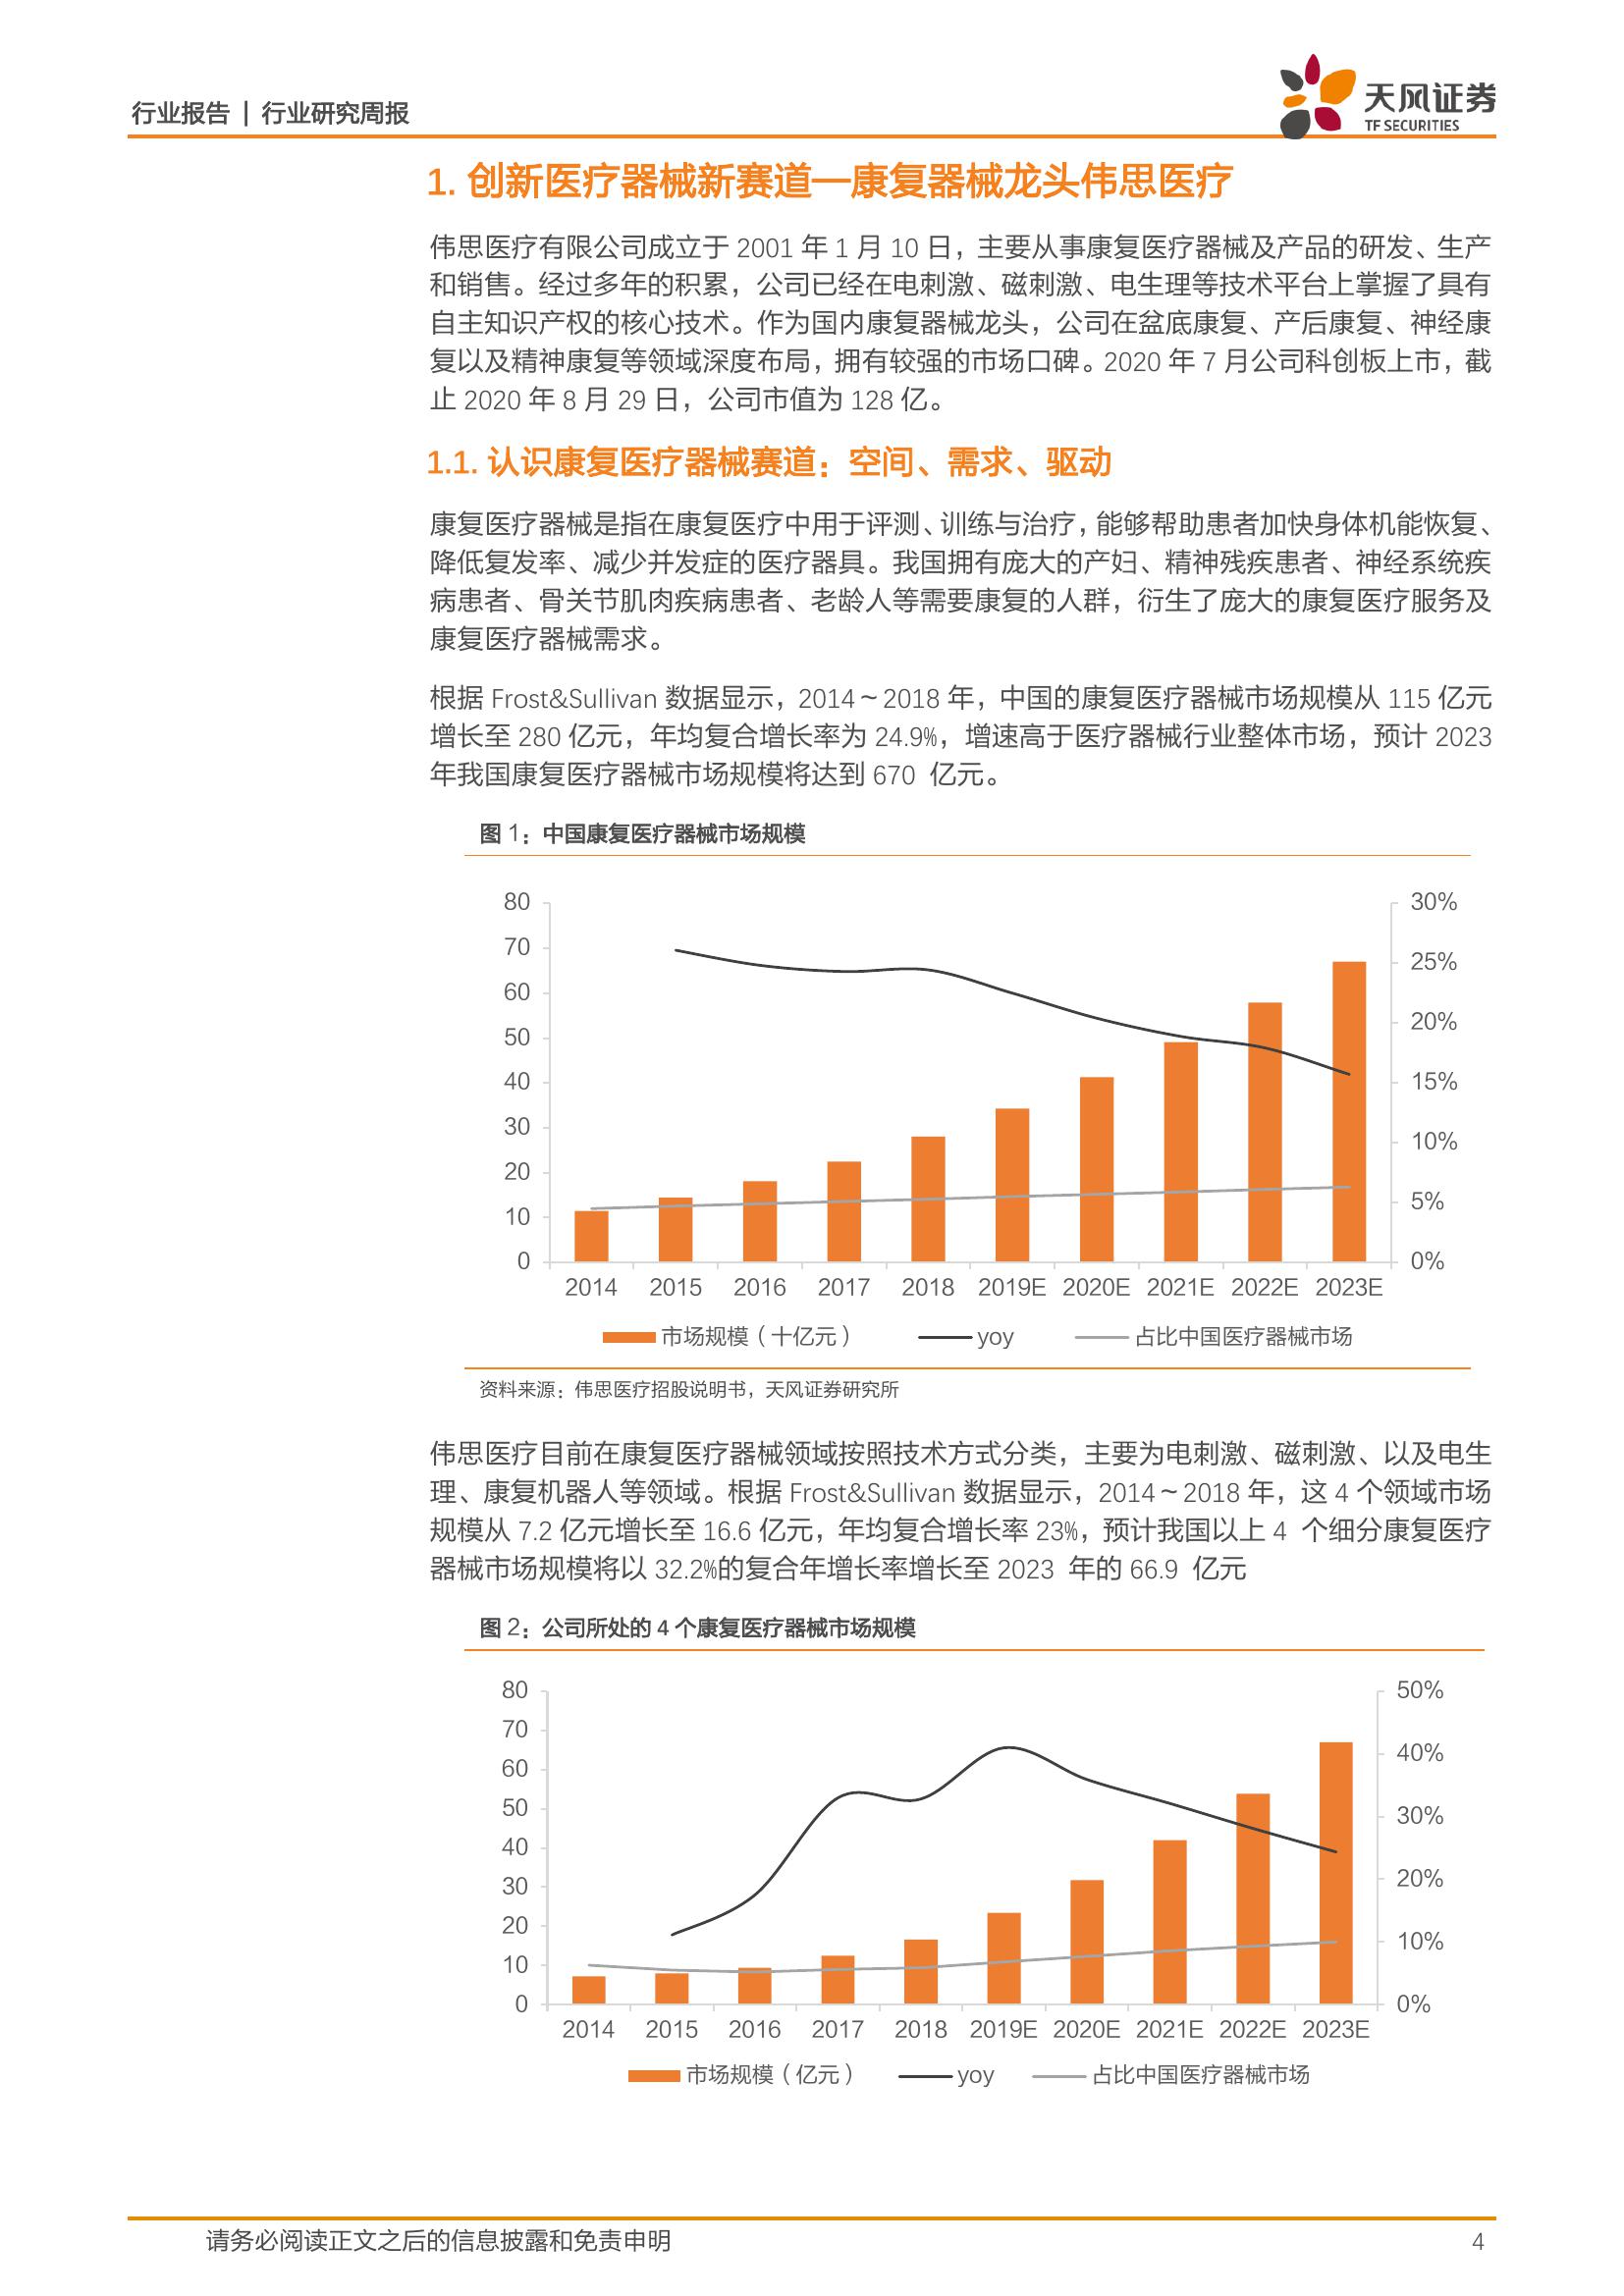 行业报告 | 行业研究周报
天风证券
TF SECURITIES
1. 创新医疗器械新赛道—康复器械龙头伟思医疗
伟思医疗有限公司成立于 2001 年 1 月 10 日，主要从事康复医疗器械及产品的研发、生产
和销售。经过多年的积累，公司已经在电刺激、磁刺激、电生理等技术平台上掌握了具有
自主知识产权的核心技术。作为国内康复器械龙头，公司在盆底康复、产后康复、神经康
复以及精神康复等领域深度布局，拥有较强的市场口碑。2020 年 7 月公司科创板上市，截
止 2020 年 8 月 29 日，公司市值为 128 亿。
1.1. 认识康复医疗器械赛道：空间、需求、驱动
康复医疗器械是指在康复医疗中用于评测、训练与治疗，能够帮助患者加快身体机能恢复、
降低复发率、减少并发症的医疗器具。我国拥有庞大的产妇、精神残疾患者、神经系统疾
病患者、骨关节肌肉疾病患者、老龄人等需要康复的人群，衍生了庞大的康复医疗服务及
康复医疗器械需求。
根据 Frost&Sullivan 数据显示，2014～2018 年，中国的康复医疗器械市场规模从 115 亿元
增长至 280 亿元，年均复合增长率为 24.9%，增速高于医疗器械行业整体市场，预计 2023
年我国康复医疗器械市场规模将达到 670 亿元。
图 1：中国康复医疗器械市场规模
80 30%
70 25%
60
50 20%
40 15%
30 10%
20 5%
10
0 0%
2014 2015 2016 2017 2018 2019E 2020E 2021E 2022E 2023E
市场规模（十亿元） yoy 占比中国医疗器械市场
资料来源：伟思医疗招股说明书，天风证券研究所
伟思医疗目前在康复医疗器械领域按照技术方式分类，主要为电刺激、磁刺激、以及电生
理、康复机器人等领域。根据 Frost&Sullivan 数据显示，2014～2018 年，这 4 个领域市场
规模从 7.2 亿元增长至 16.6 亿元，年均复合增长率 23%，预计我国以上 4 个细分康复医疗
器械市场规模将以 32.2%的复合年增长率增长至 2023 年的 66.9 亿元
图 2：公司所处的 4 个康复医疗器械市场规模
80 50%
70 40%
60
50 30%
40
30 20%
20 10%
10
0 0%
2014 2015 2016 2017 2018 2019E 2020E 2021E 2022E 2023E
市场规模（亿元） yoy 占比中国医疗器械市场
请务必阅读正文之后的信息披露和免责申明 4